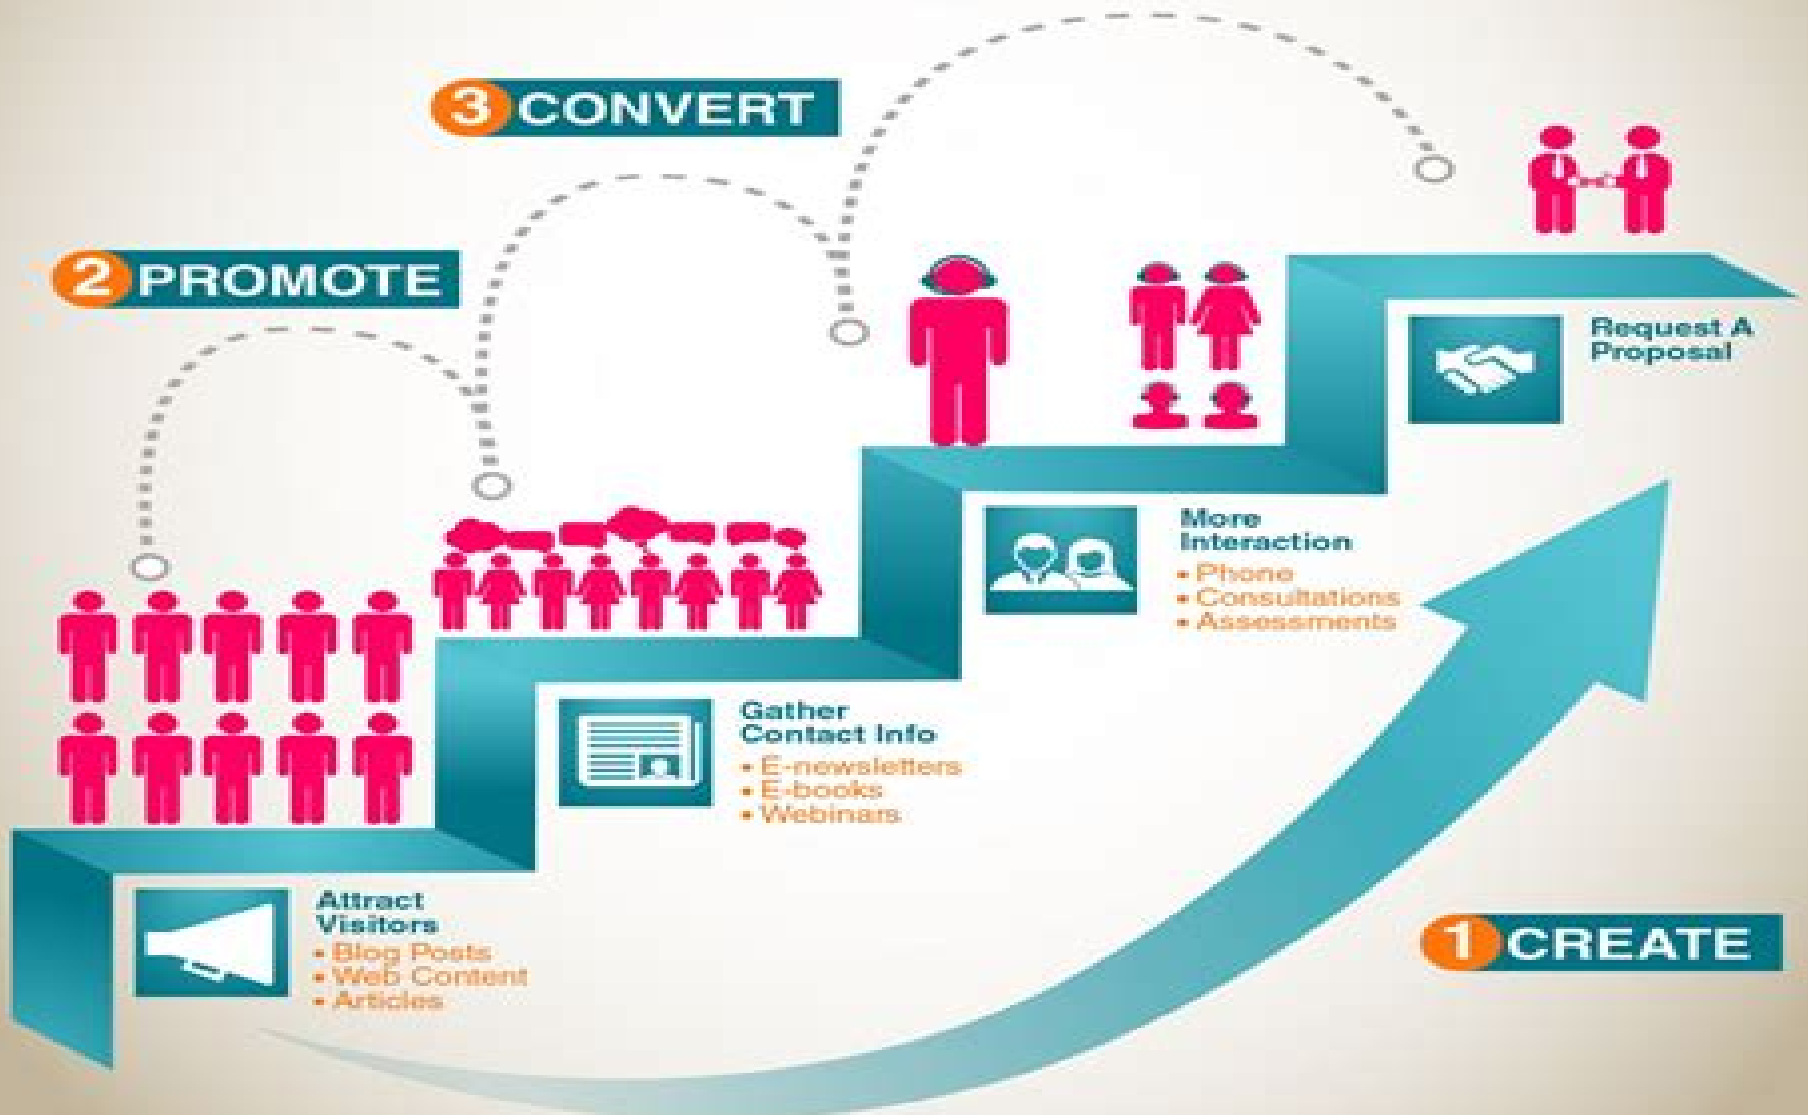 3 CONVERT
2 PROMOTE
Request A
Proposal
More
Interaction
• Phone
• Consultations
• Assessments
Gather
Contact Info
• E-newsletters
• E-books
• Webinars
Attract
Visitors
• Blog Posts
• Web Content
• Articles
1 CREATE